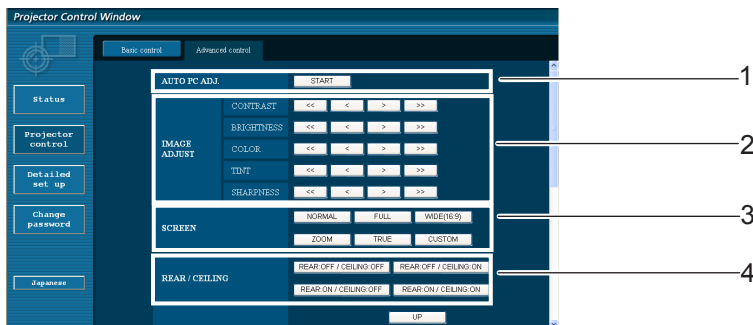 Projector Control Window
Basic control Advanced control
AUTO PC ADJ. START 1
Status
CONTRAST << < > >>
BRIGHTNESS << < > >>
Projector control
IMAGE ADJUST COLOR << < > >> 2
TINT << < > >>
Detailed set up
SHARPNESS << < > >>
Change password
NORMAL FULL WIDE(16:9) 3
SCREEN
ZOOM TRUE CUSTOM
REAR:OFF / CEILING:OFF REAR:OFF / CEILING:ON 4
Japanese
REAR / CEILING
REAR:ON / CEILING:OFF REAR:ON / CEILING:ON
UP